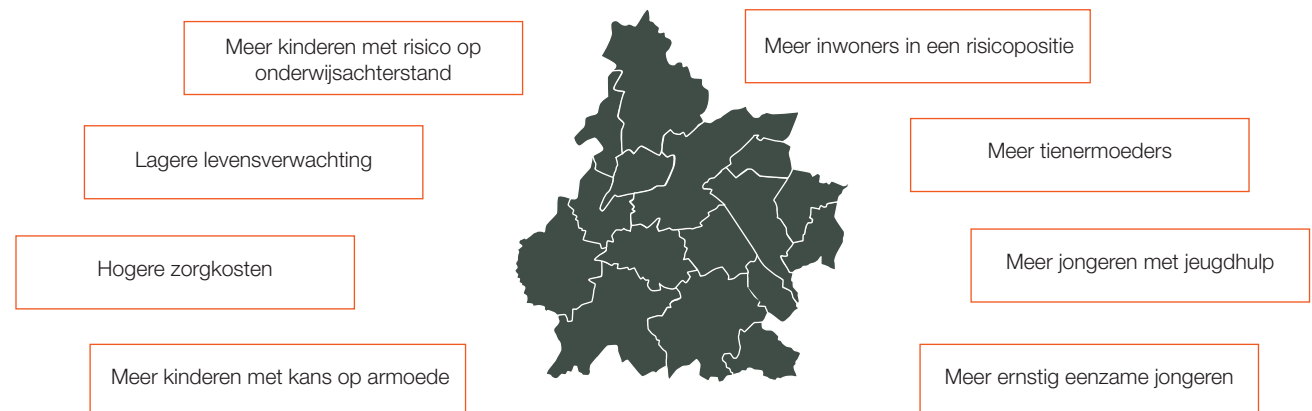 Meer kinderen met risico op
onderwijsachterstand
Lagere levensverwachting
Hogere zorgkosten
Meer kinderen met kans op armoede
Meer inwoners in een risicopositie
Meer tienermoeders
Meer jongeren met jeugdhulp
Meer ernstig eenzame jongeren